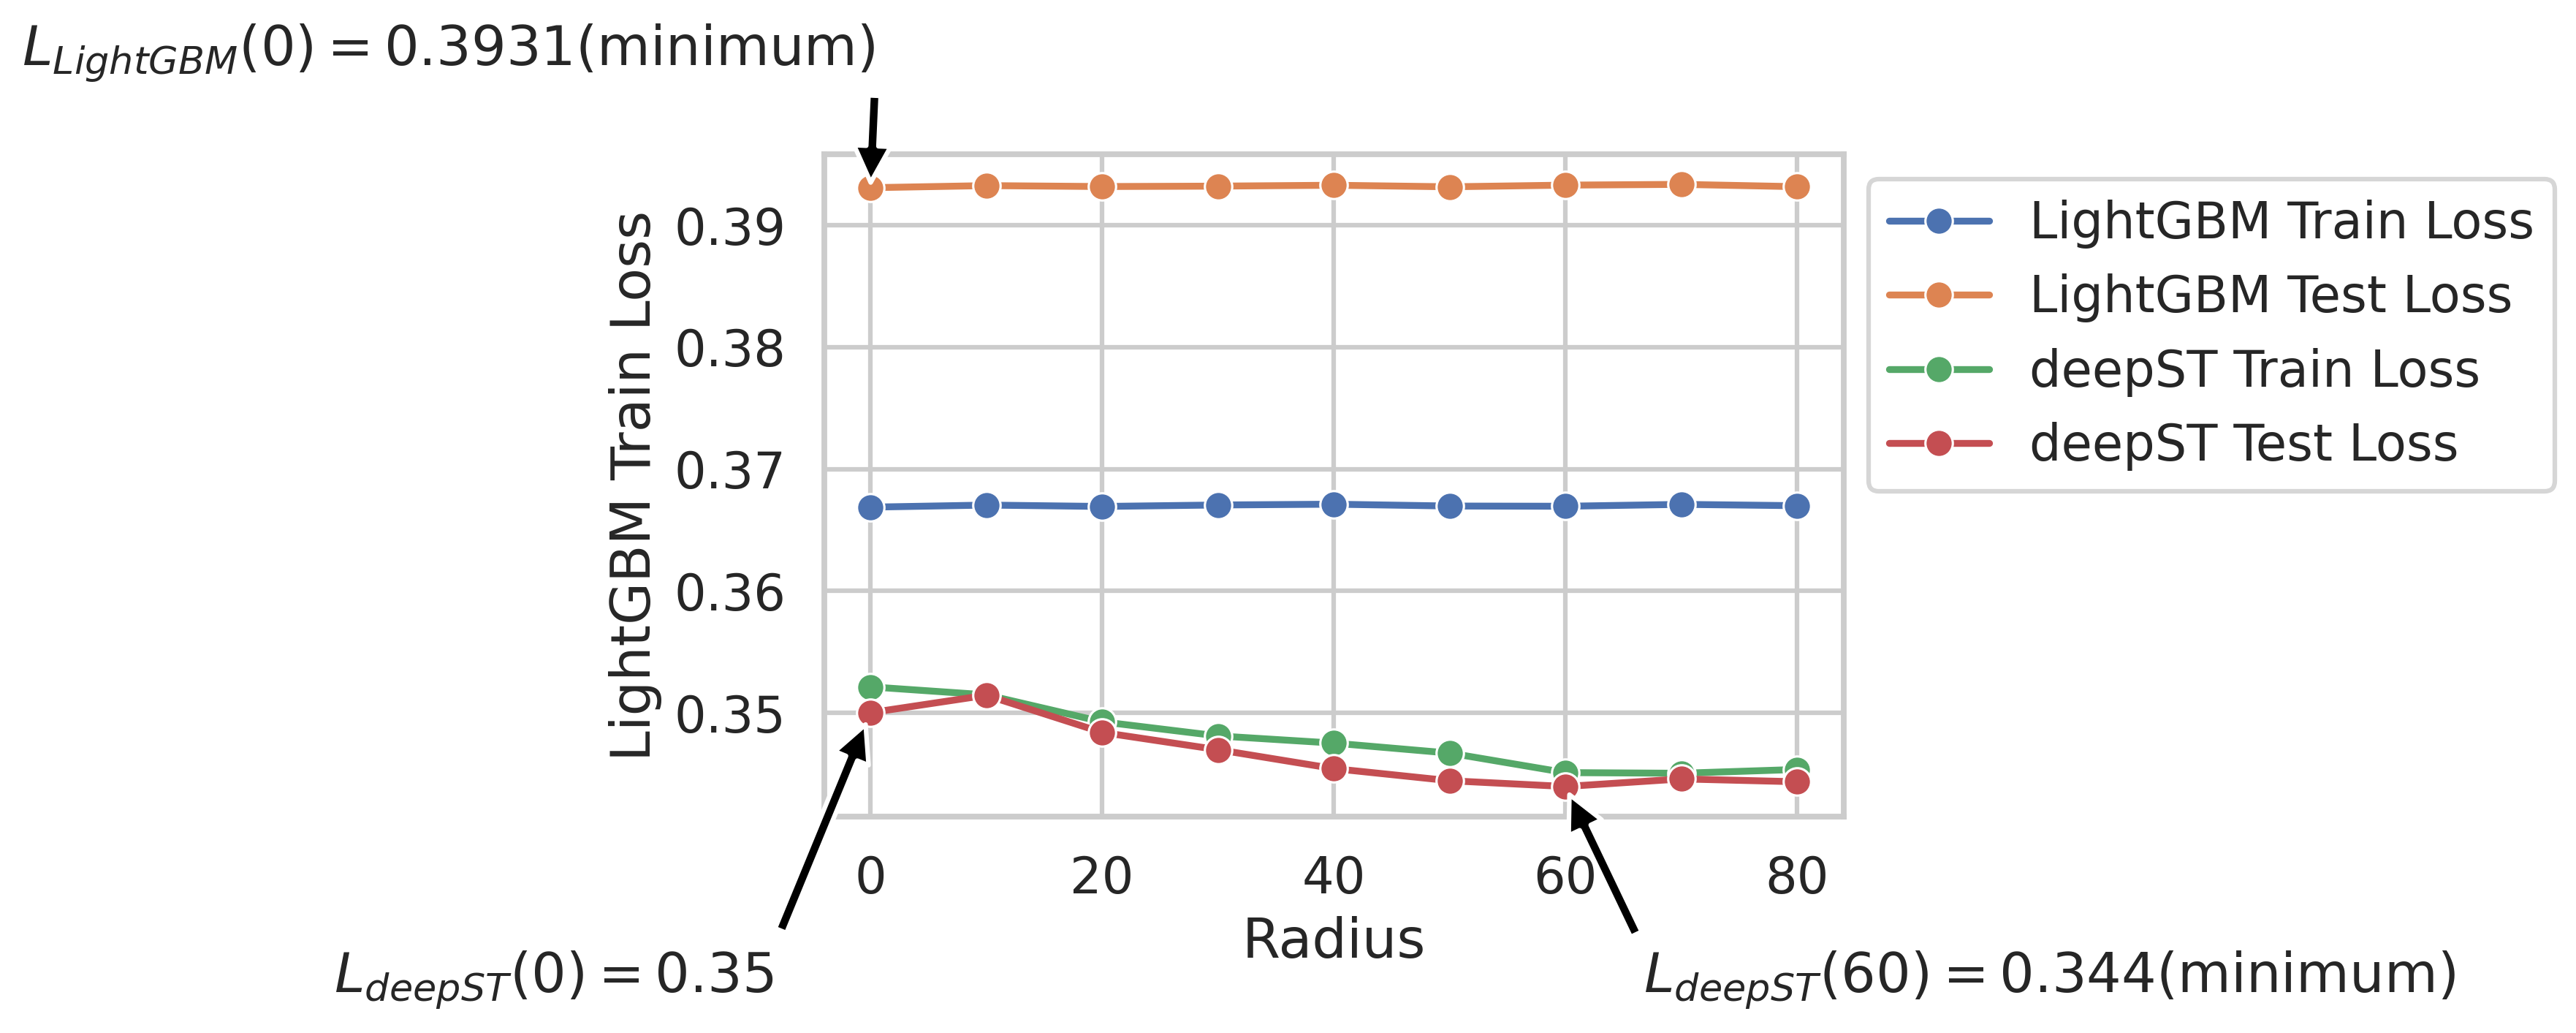 L_LightGBM(0) = 0.3931(minimum)
LightGBM Train Loss
0.39
0.38
0.37
0.36
0.35
0 20 40 60 80
Radius
LightGBM Train Loss
LightGBM Test Loss
deepST Train Loss
deepST Test Loss
L_deepST(0) = 0.35
L_deepST(60) = 0.344(minimum)